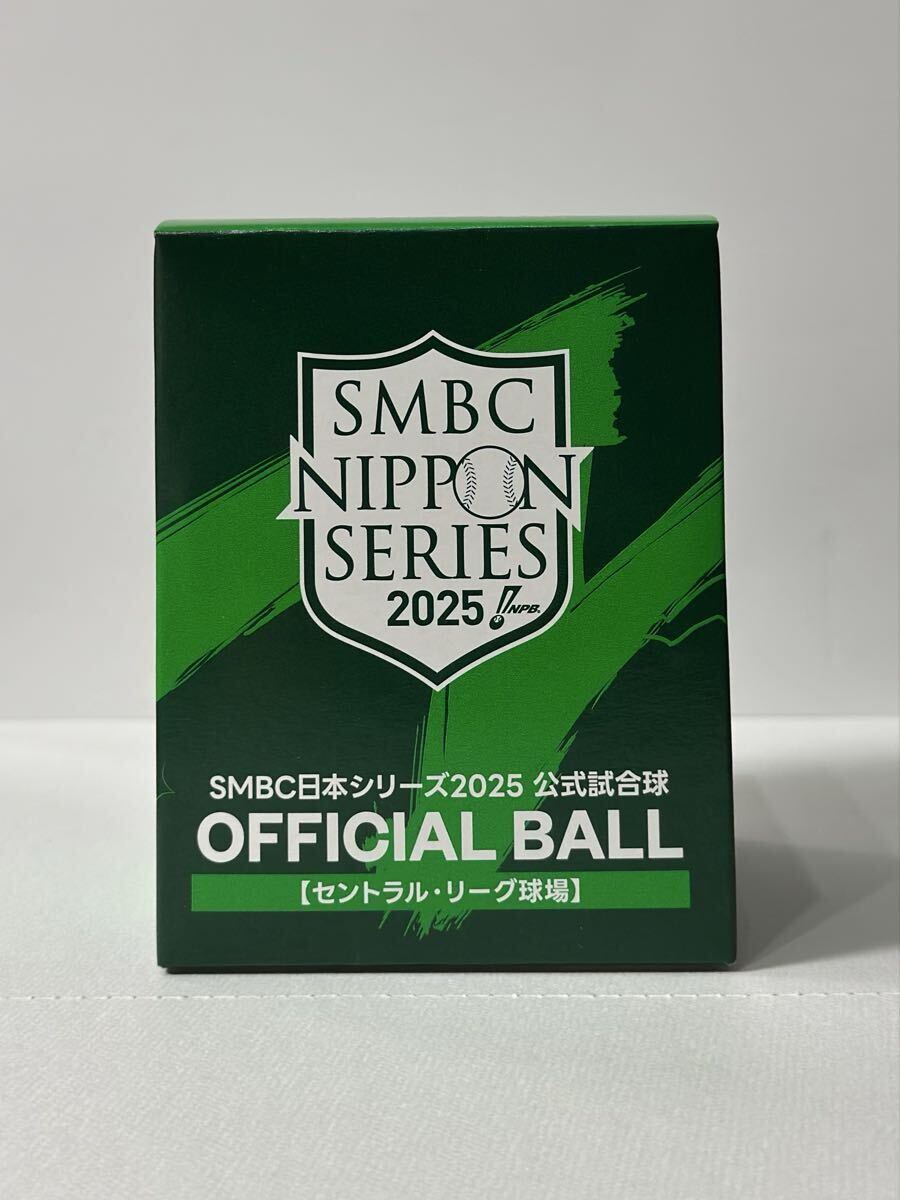 SMBC
NIPPON
SERIES
2025 NPB
SMBC日本シリーズ2025 公式試合球
OFFICIAL BALL
【セントラル・リーグ球場】